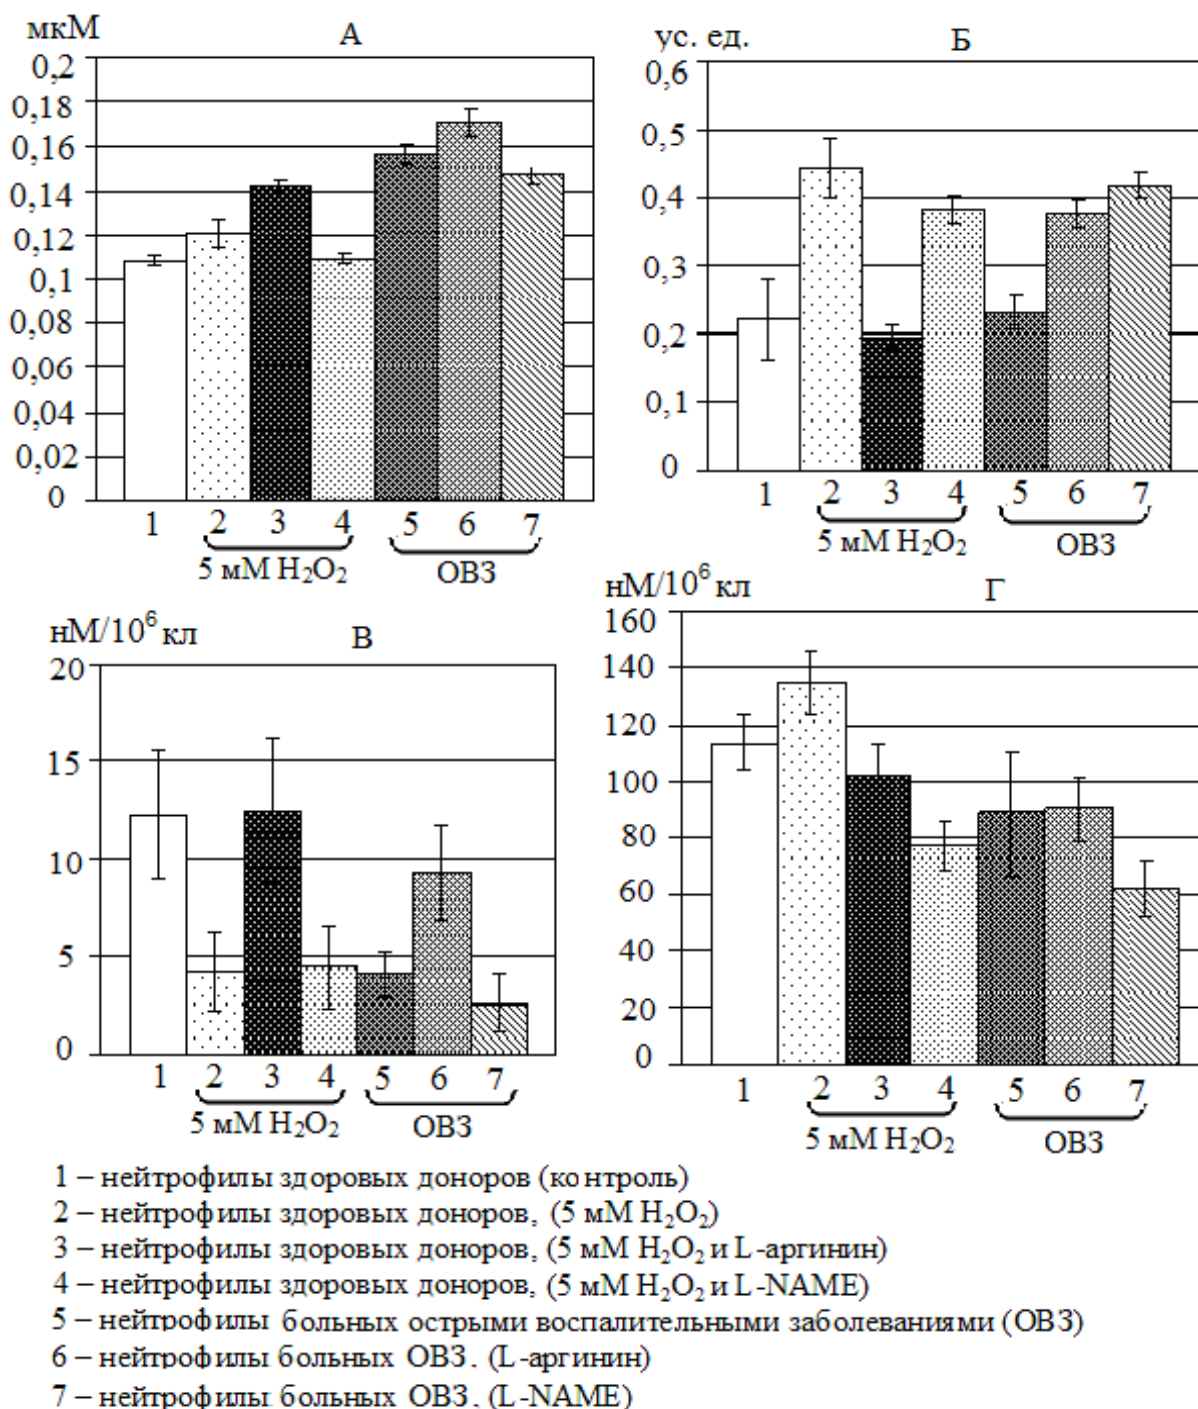 мкМ
А
0,2
0,18
0,16
0,14
0,12
0,1
0,08
0,06
0,04
0,02
0
1 2 3 4 5 6 7
5 мМ H₂O₂ ОВЗ
ус. ед.
Б
0,6
0,5
0,4
0,3
0,2
0,1
0
1 2 3 4 5 6 7
5 мМ H₂O₂ ОВЗ
нМ/10⁶ кл
В
20
15
10
5
0
1 2 3 4 5 6 7
5 мМ H₂O₂ ОВЗ
нМ/10⁶ кл
Г
160
140
120
100
80
60
40
20
0
1 2 3 4 5 6 7
5 мМ H₂O₂ ОВЗ
1 – нейтрофилы здоровых доноров (контроль)
2 – нейтрофилы здоровых доноров, (5 мМ H₂O₂)
3 – нейтрофилы здоровых доноров, (5 мМ H₂O₂ и L-аргинин)
4 – нейтрофилы здоровых доноров, (5 мМ H₂O₂ и L-NAME)
5 – нейтрофилы больных острыми воспалительными заболеваниями (ОВЗ)
6 – нейтрофилы больных ОВЗ, (L-аргинин)
7 – нейтрофилы больных ОВЗ, (L-NAME)